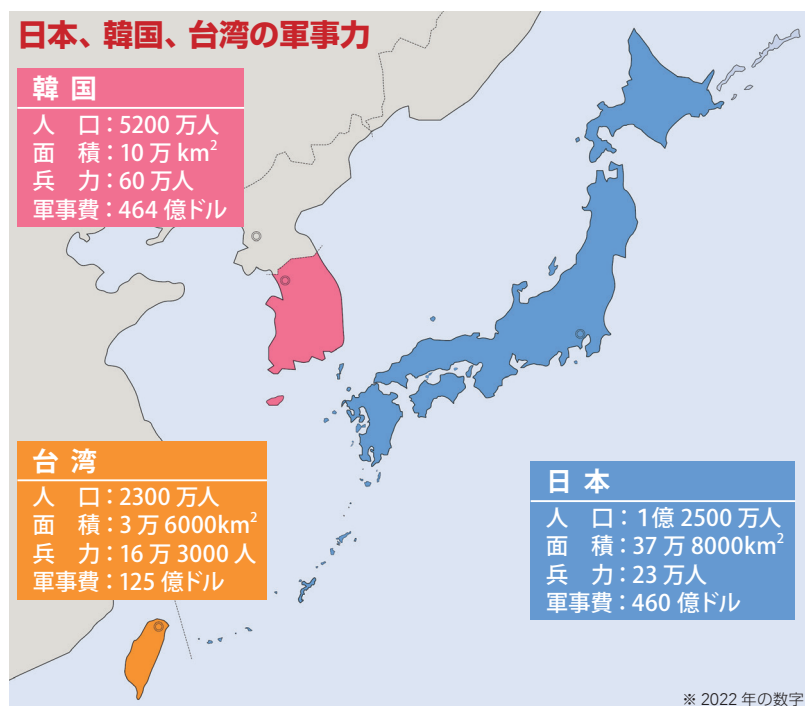 日本、韓国、台湾の軍事力
韓 国
人 口：5200 万人
面 積：10 万 km²
兵 力：60 万人
軍事費：464 億ドル
台 湾
人 口：2300 万人
面 積：3 万 6000km²
兵 力：16 万 3000 人
軍事費：125 億ドル
日 本
人 口：1億 2500 万人
面 積：37 万 8000km²
兵 力：23 万人
軍事費：460 億ドル
※ 2022 年の数字